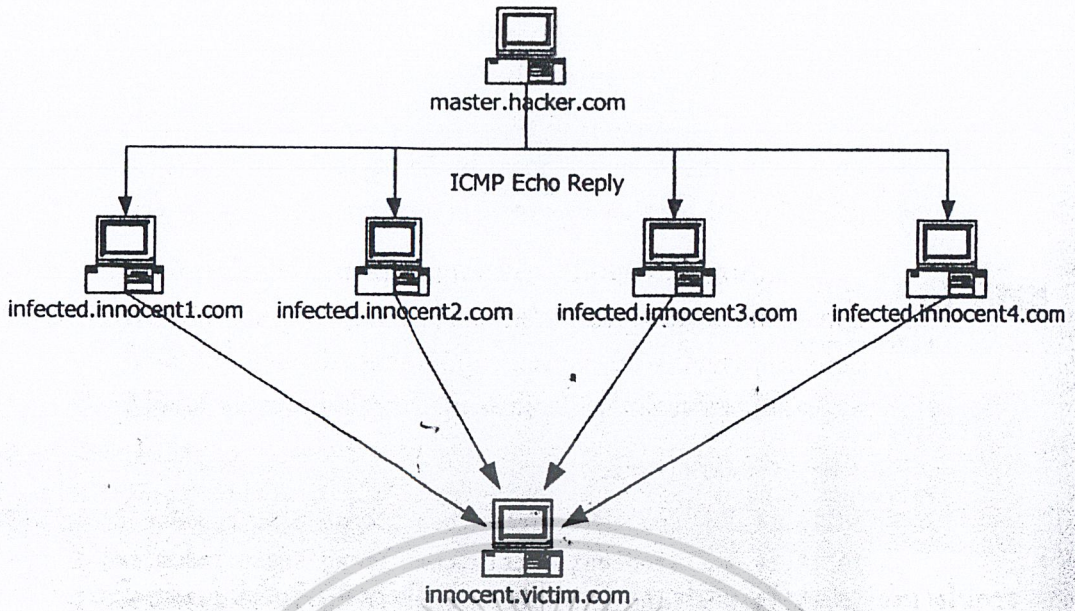 master.hacker.com
ICMP Echo Reply
infected.innocent1.com
infected.innocent2.com
infected.innocent3.com
infected.innocent4.com
innocent.victim.com